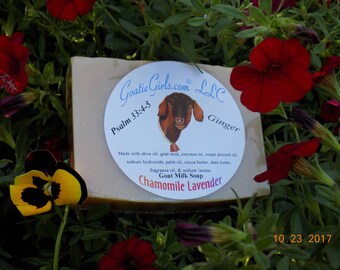 GoatieGirls.com® LLC
Psalm 33:4-5
Ginger
Made with olive oil, goat milk, coconut oil, sweet almond oil,
sodium hydroxide, palm oil, cocoa butter, shea butter,
fragrance oil, & sodium lactate
Goat Milk Soap
Chamomile Lavender
10 23 2017